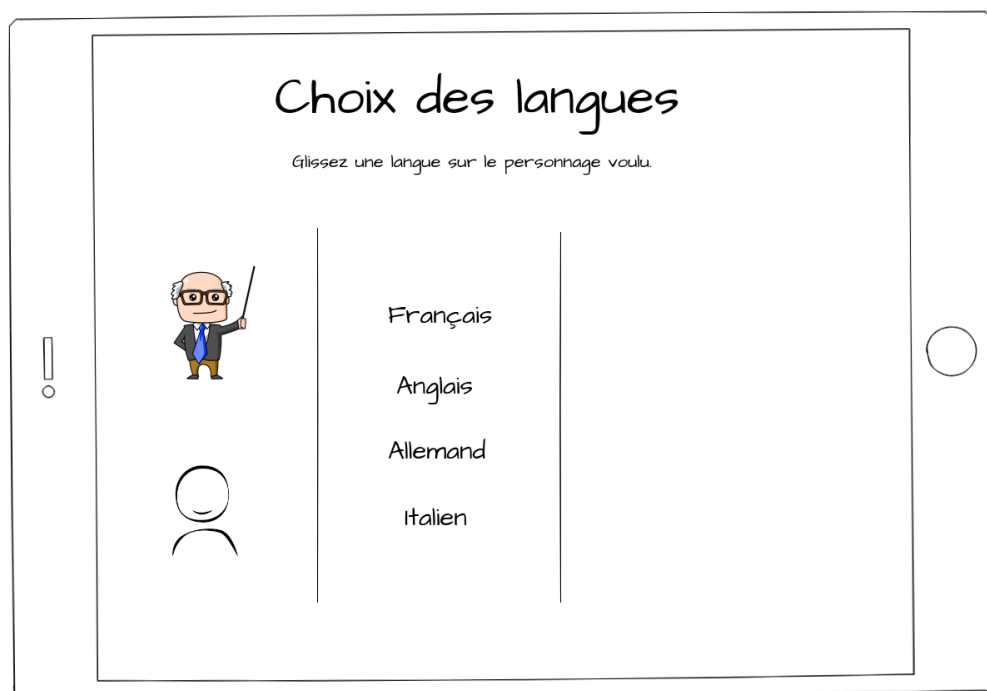 Choix des langues
Glissez une langue sur le personnage voulu.
Français
Anglais
Allemand
Italien